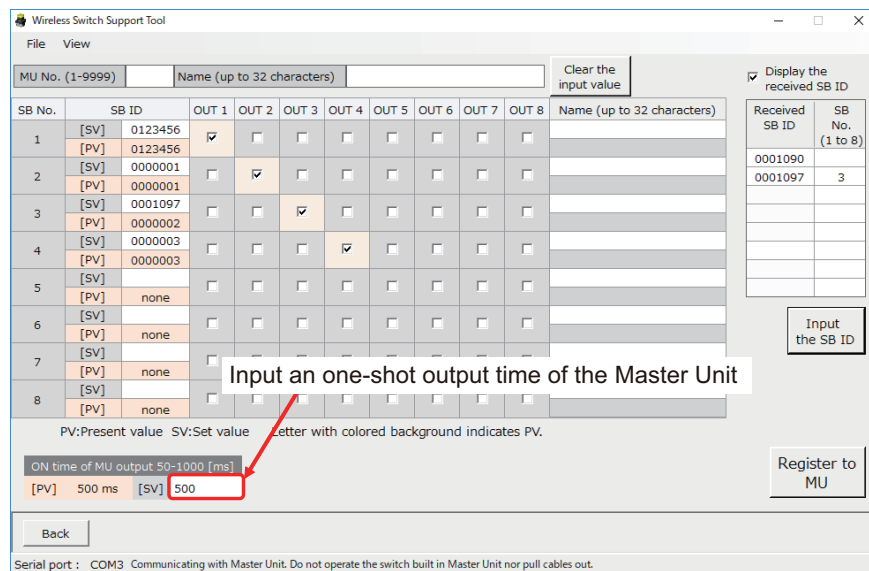 Wireless Switch Support Tool
File View
MU No. (1-9999) Name (up to 32 characters) Clear the input value Display the received SB ID
SB No. SB ID OUT 1 OUT 2 OUT 3 OUT 4 OUT 5 OUT 6 OUT 7 OUT 8 Name (up to 32 characters) Received SB ID SB No. (1 to 8)
1 [SV] 0123456
[PV] 0123456
0001090
2 [SV] 0000001
[PV] 0000001
0001097 3
3 [SV] 0001097
[PV] 0000002
4 [SV] 0000003
[PV] 0000003
5 [SV]
[PV] none
6 [SV]
[PV] none
Input the SB ID
7 [SV]
[PV] none
Input an one-shot output time of the Master Unit
8 [SV]
[PV] none
PV:Present value SV:Set value Letter with colored background indicates PV.
ON time of MU output 50-1000 [ms]
[PV] 500 ms [SV] 500
Register to MU
Back
Serial port : COM3 Communicating with Master Unit. Do not operate the switch built in Master Unit nor pull cables out.